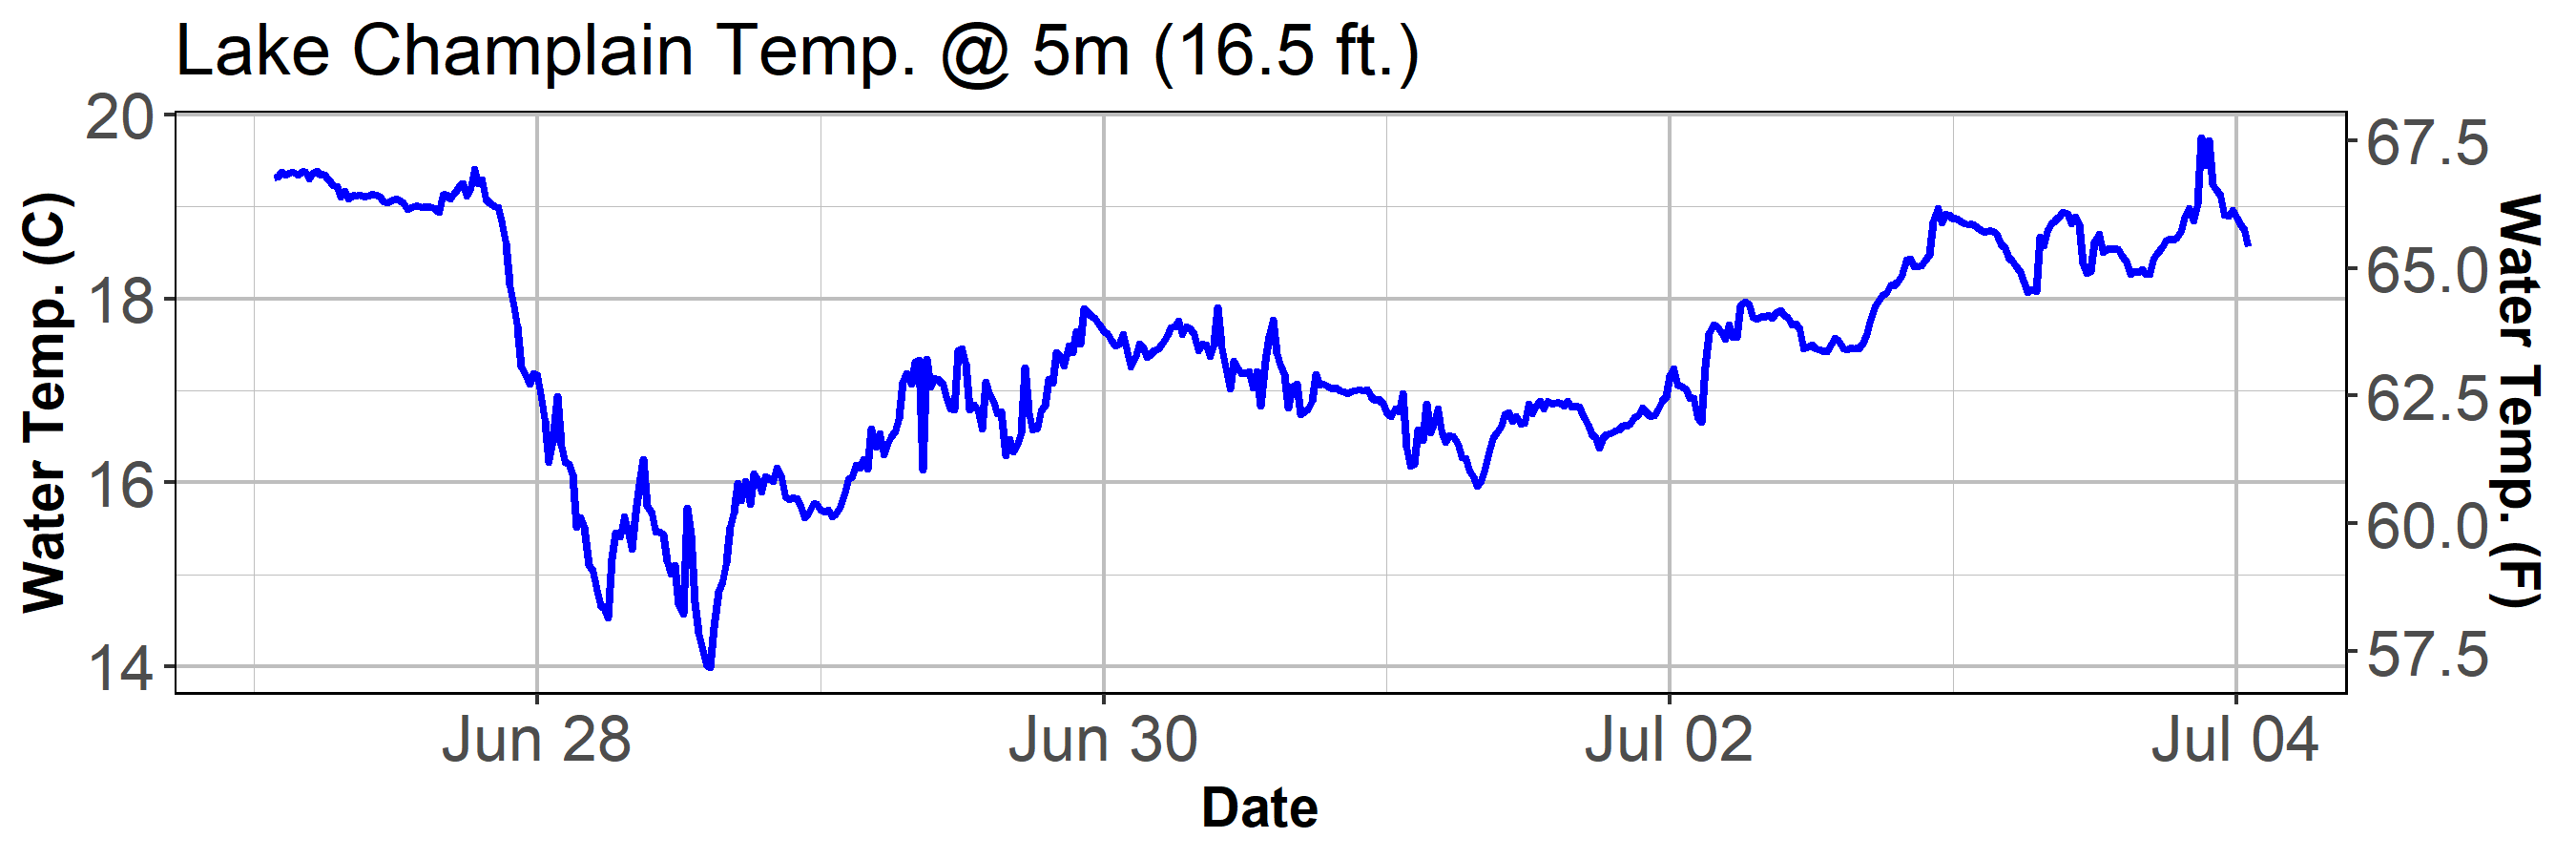 Lake Champlain Temp. @ 5m (16.5 ft.)
Water Temp. (C)
20
18
16
14
67.5
65.0
62.5
60.0
57.5
Water Temp. (F)
Jun 28
Jun 30
Jul 02
Jul 04
Date